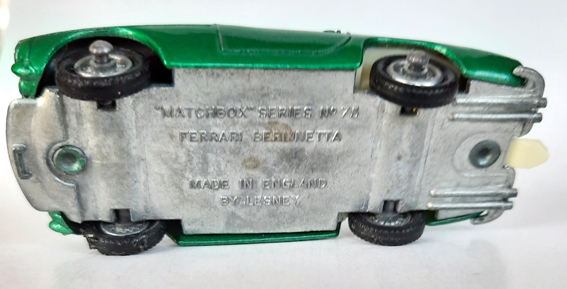 "MATCHBOX" SERIES Nº 75
FERRARI BERLINETTA
MADE IN ENGLAND
BY LESNEY